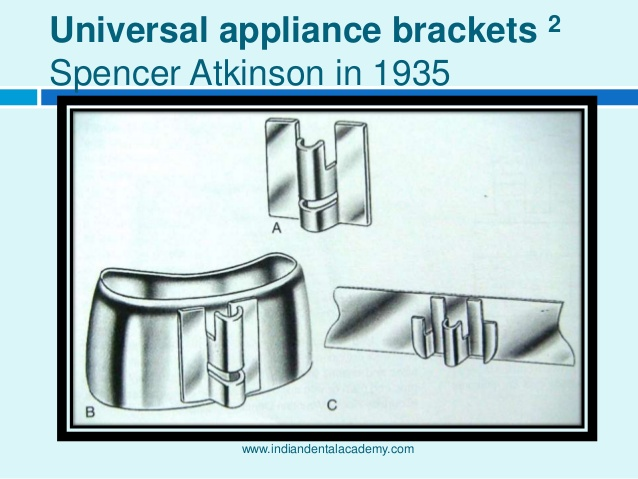 Universal appliance brackets 2
Spencer Atkinson in 1935
A
B
C
www.indiandentalacademy.com